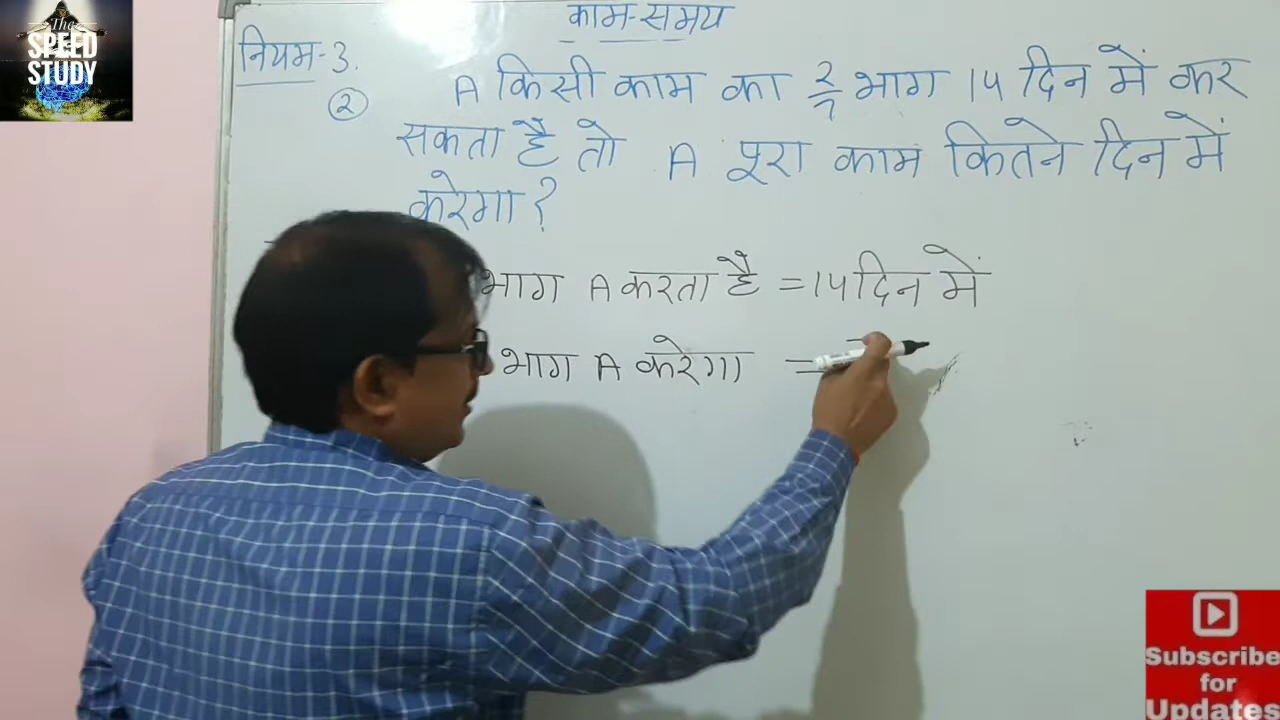 The
SPEED
STUDY
काम-समय
नियम-3.
② A किसी काम का 2/7 भाग 14 दिन में कर
सकता है तो A पूरा काम कितने दिन में
करेगा?
भाग A करता है = 14 दिन में
भाग A करेगा =
Subscribe
for
Updates